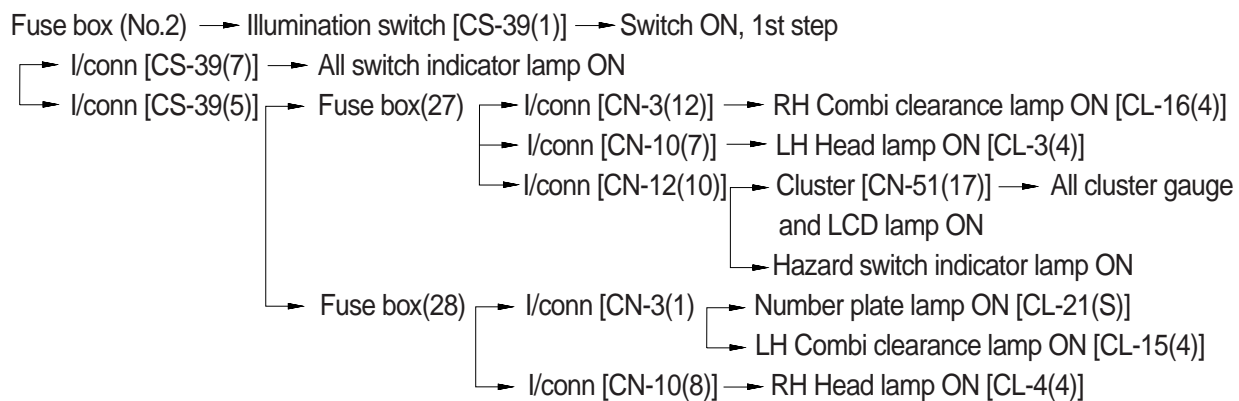 Fuse box (No.2) → Illumination switch [CS-39(1)] → Switch ON, 1st step
I/conn [CS-39(7)] → All switch indicator lamp ON
I/conn [CS-39(5)] → Fuse box(27) → I/conn [CN-3(12)] → RH Combi clearance lamp ON [CL-16(4)]
I/conn [CN-10(7)] → LH Head lamp ON [CL-3(4)]
I/conn [CN-12(10)] → Cluster [CN-51(17)] → All cluster gauge
and LCD lamp ON
Hazard switch indicator lamp ON
Fuse box(28) → I/conn [CN-3(1) → Number plate lamp ON [CL-21(S)]
LH Combi clearance lamp ON [CL-15(4)]
I/conn [CN-10(8)] → RH Head lamp ON [CL-4(4)]